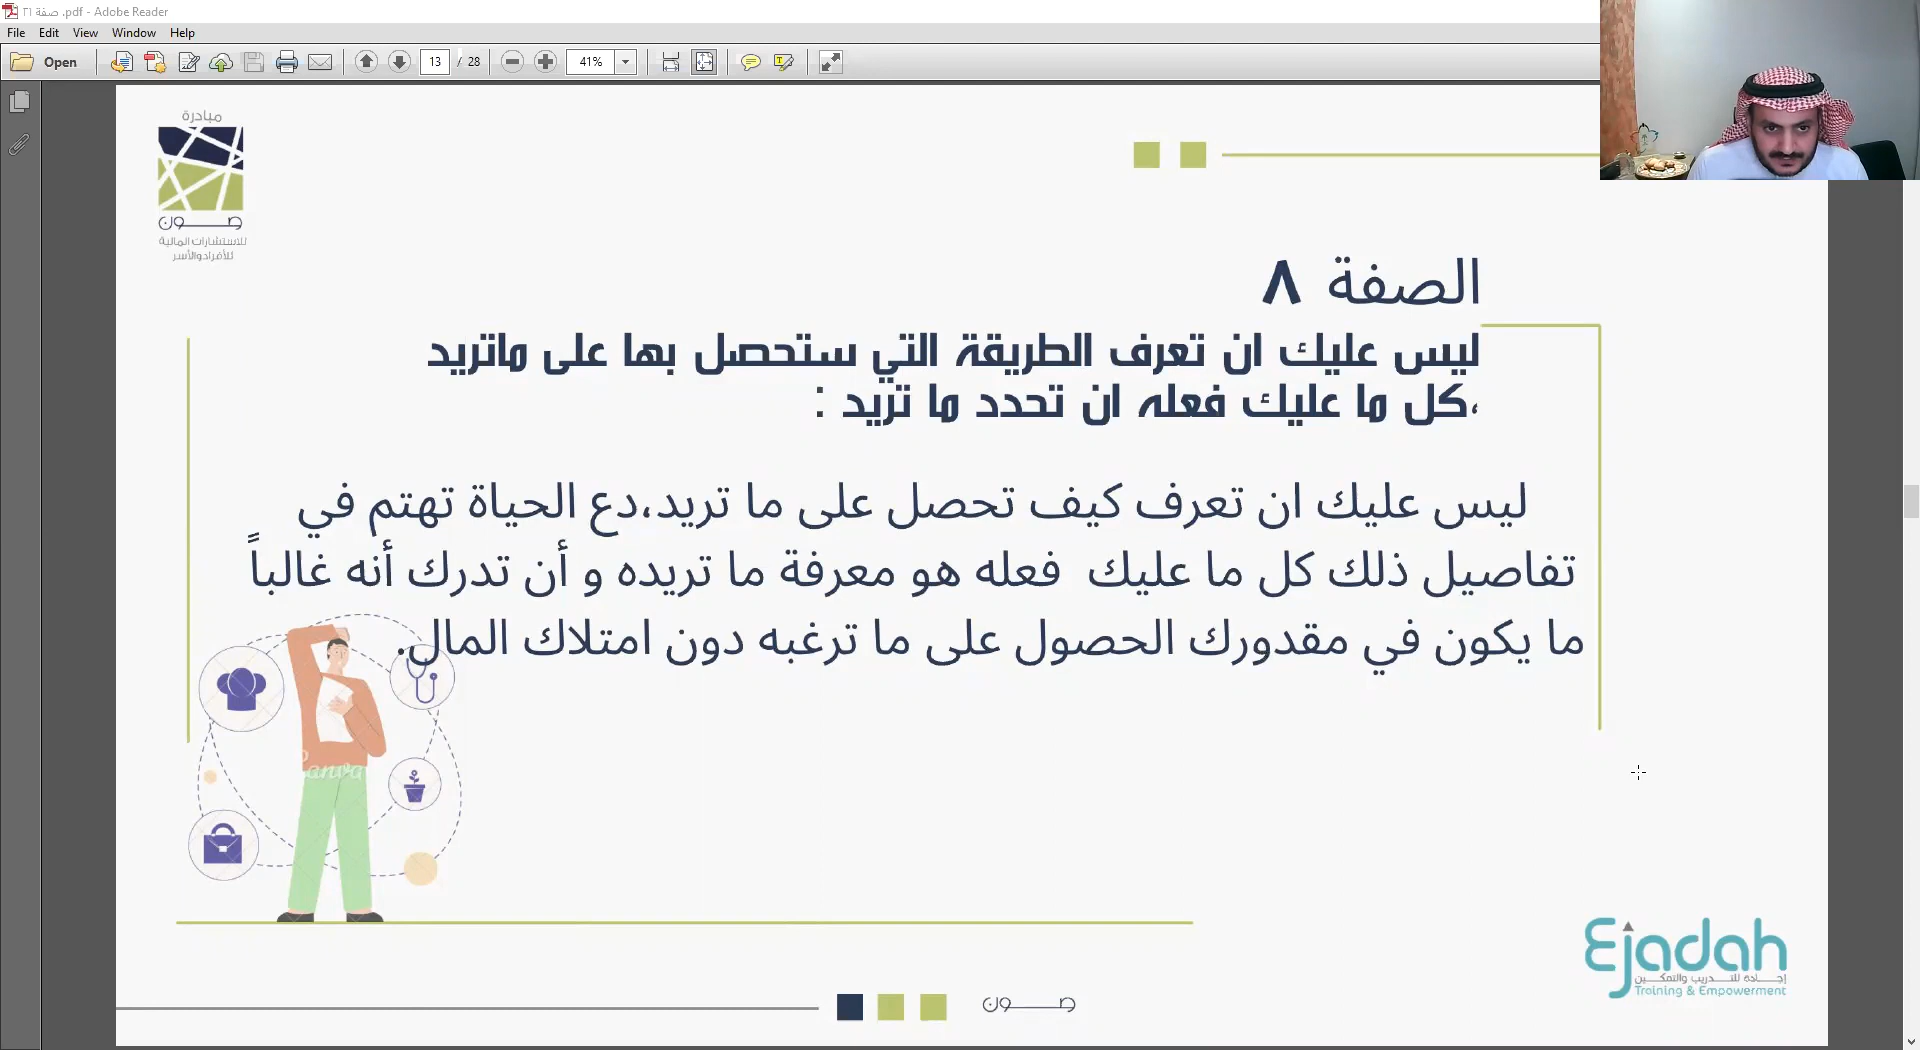 صفة ٢١ .pdf - Adobe Reader
File Edit View Window Help
Open 13 / 28 41%
مبادرة
صون
للاستشارات المالية
للأفراد والأسر
الصفة ٨
ليس عليك ان تعرف الطريقة التي ستحصل بها على ماتريد
،كل ما عليك فعله ان تحدد ما تريد :
ليس عليك ان تعرف كيف تحصل على ما تريد،دع الحياة تهتم في
تفاصيل ذلك كل ما عليك فعله هو معرفة ما تريده و أن تدرك أنه غالباً
ما يكون في مقدورك الحصول على ما ترغبه دون امتلاك المال.
Canva
Ejadah
إجادة للتدريب والتمكين
Training & Empowerment
صون